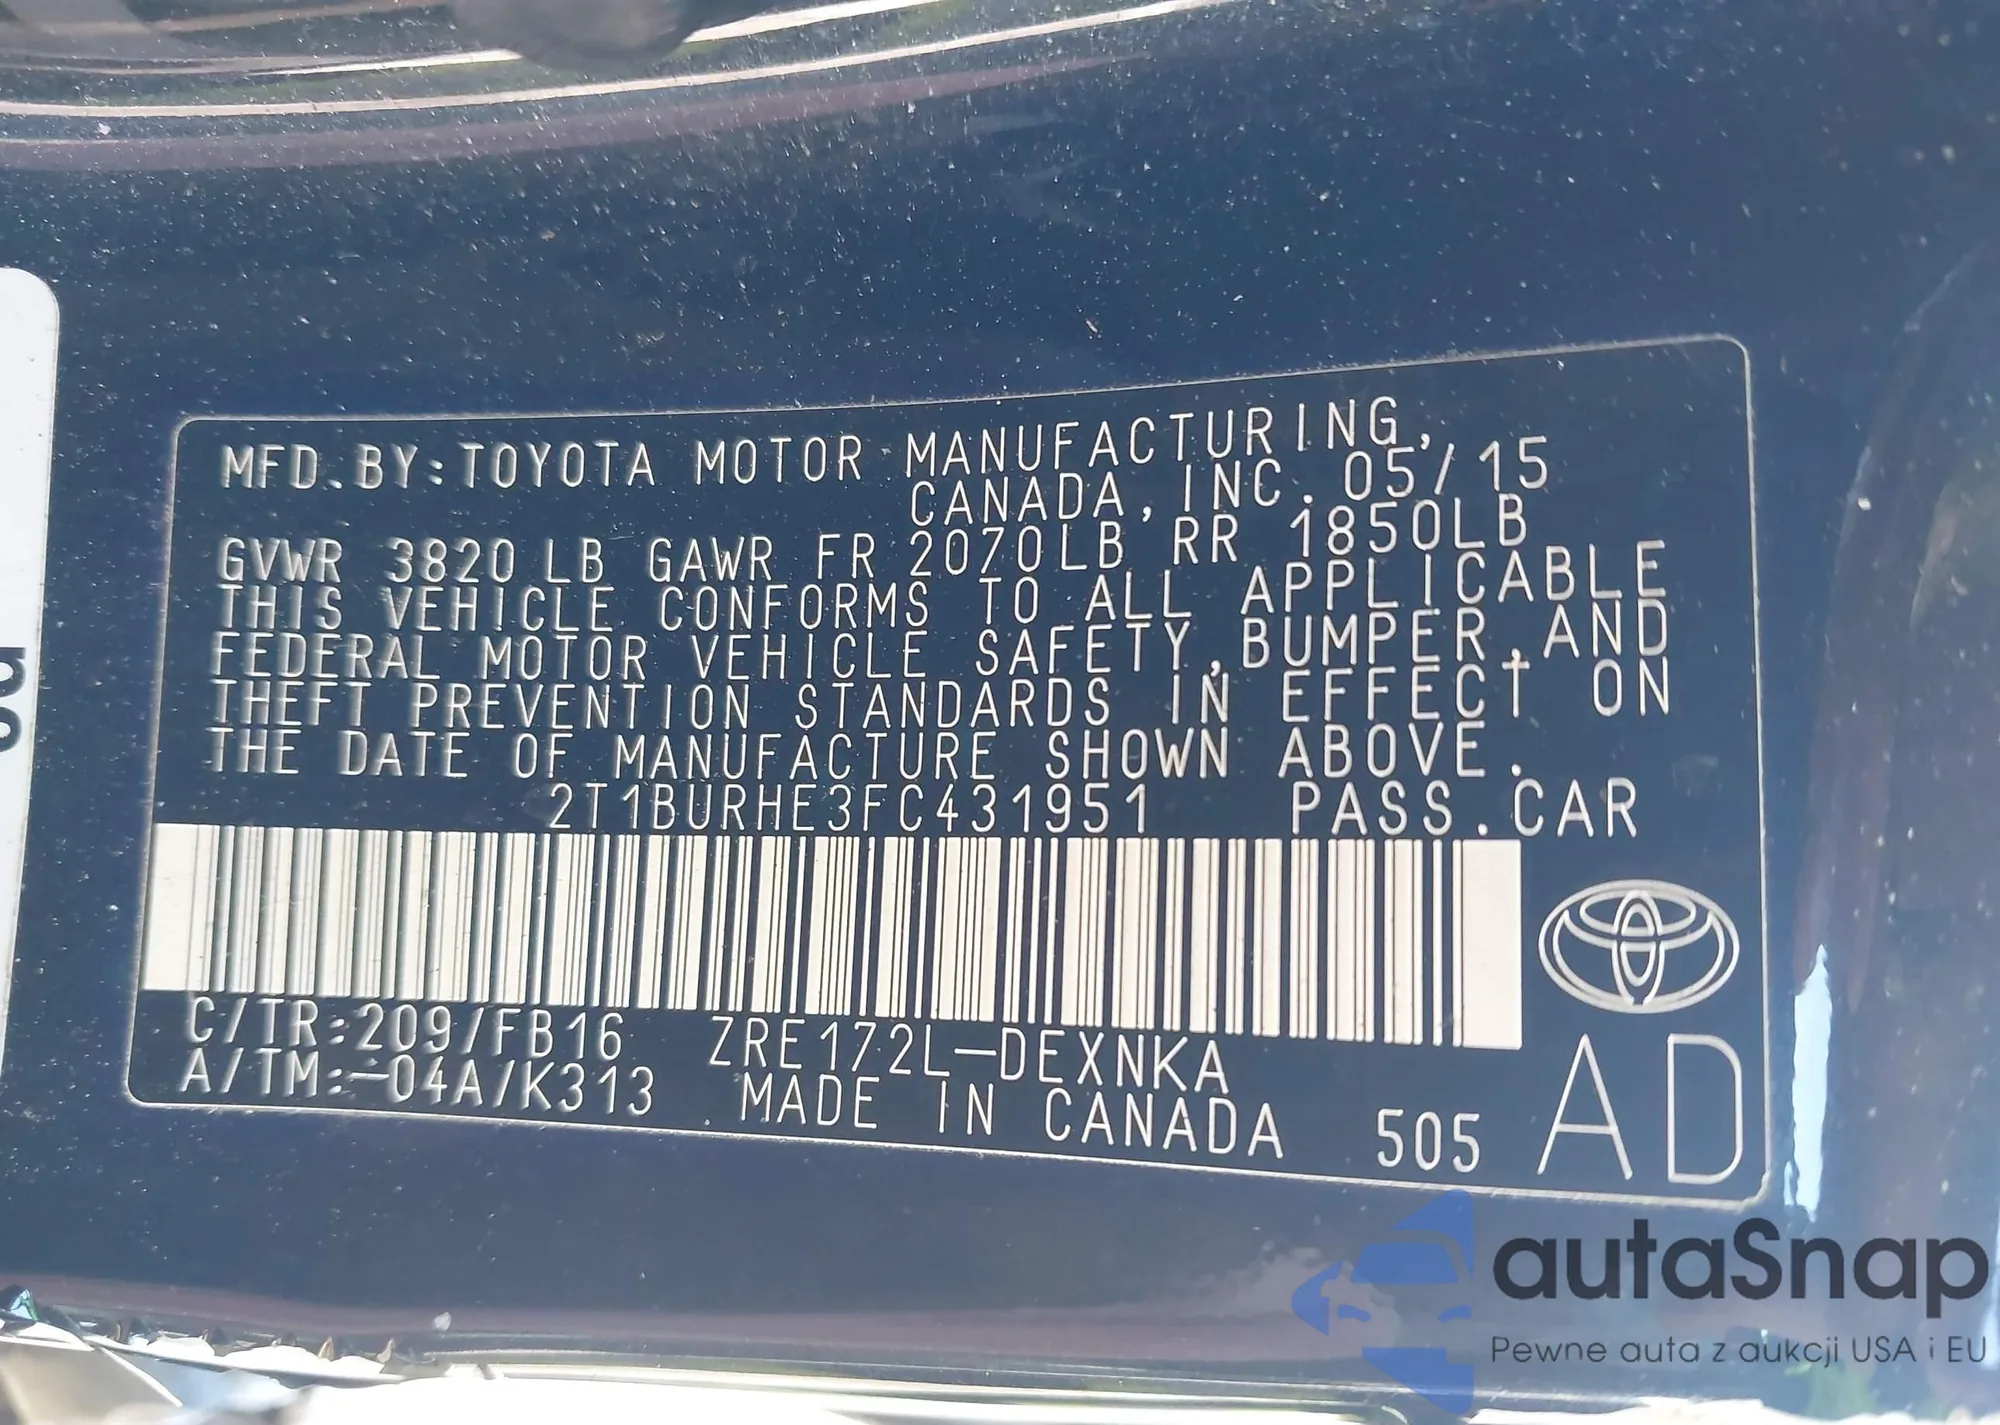 MFD.BY:TOYOTA MOTOR MANUFACTURING,
CANADA, INC. 05/15
GVWR 3820 LB GAWR FR 2070LB RR 1850LB
THIS VEHICLE CONFORMS TO ALL APPLICABLE
FEDERAL MOTOR VEHICLE SAFETY,BUMPER,AND
THEFT PREVENTION STANDARDS IN EFFECT ON
THE DATE OF MANUFACTURE SHOWN ABOVE.
2T1BURHE3FC431951 PASS.CAR
C/TR:209/FB16 ZRE172L-DEXNKA
A/TM:-04A/K313 MADE IN CANADA 505
AD
autaSnap
Pewne auta z aukcji USA i EU